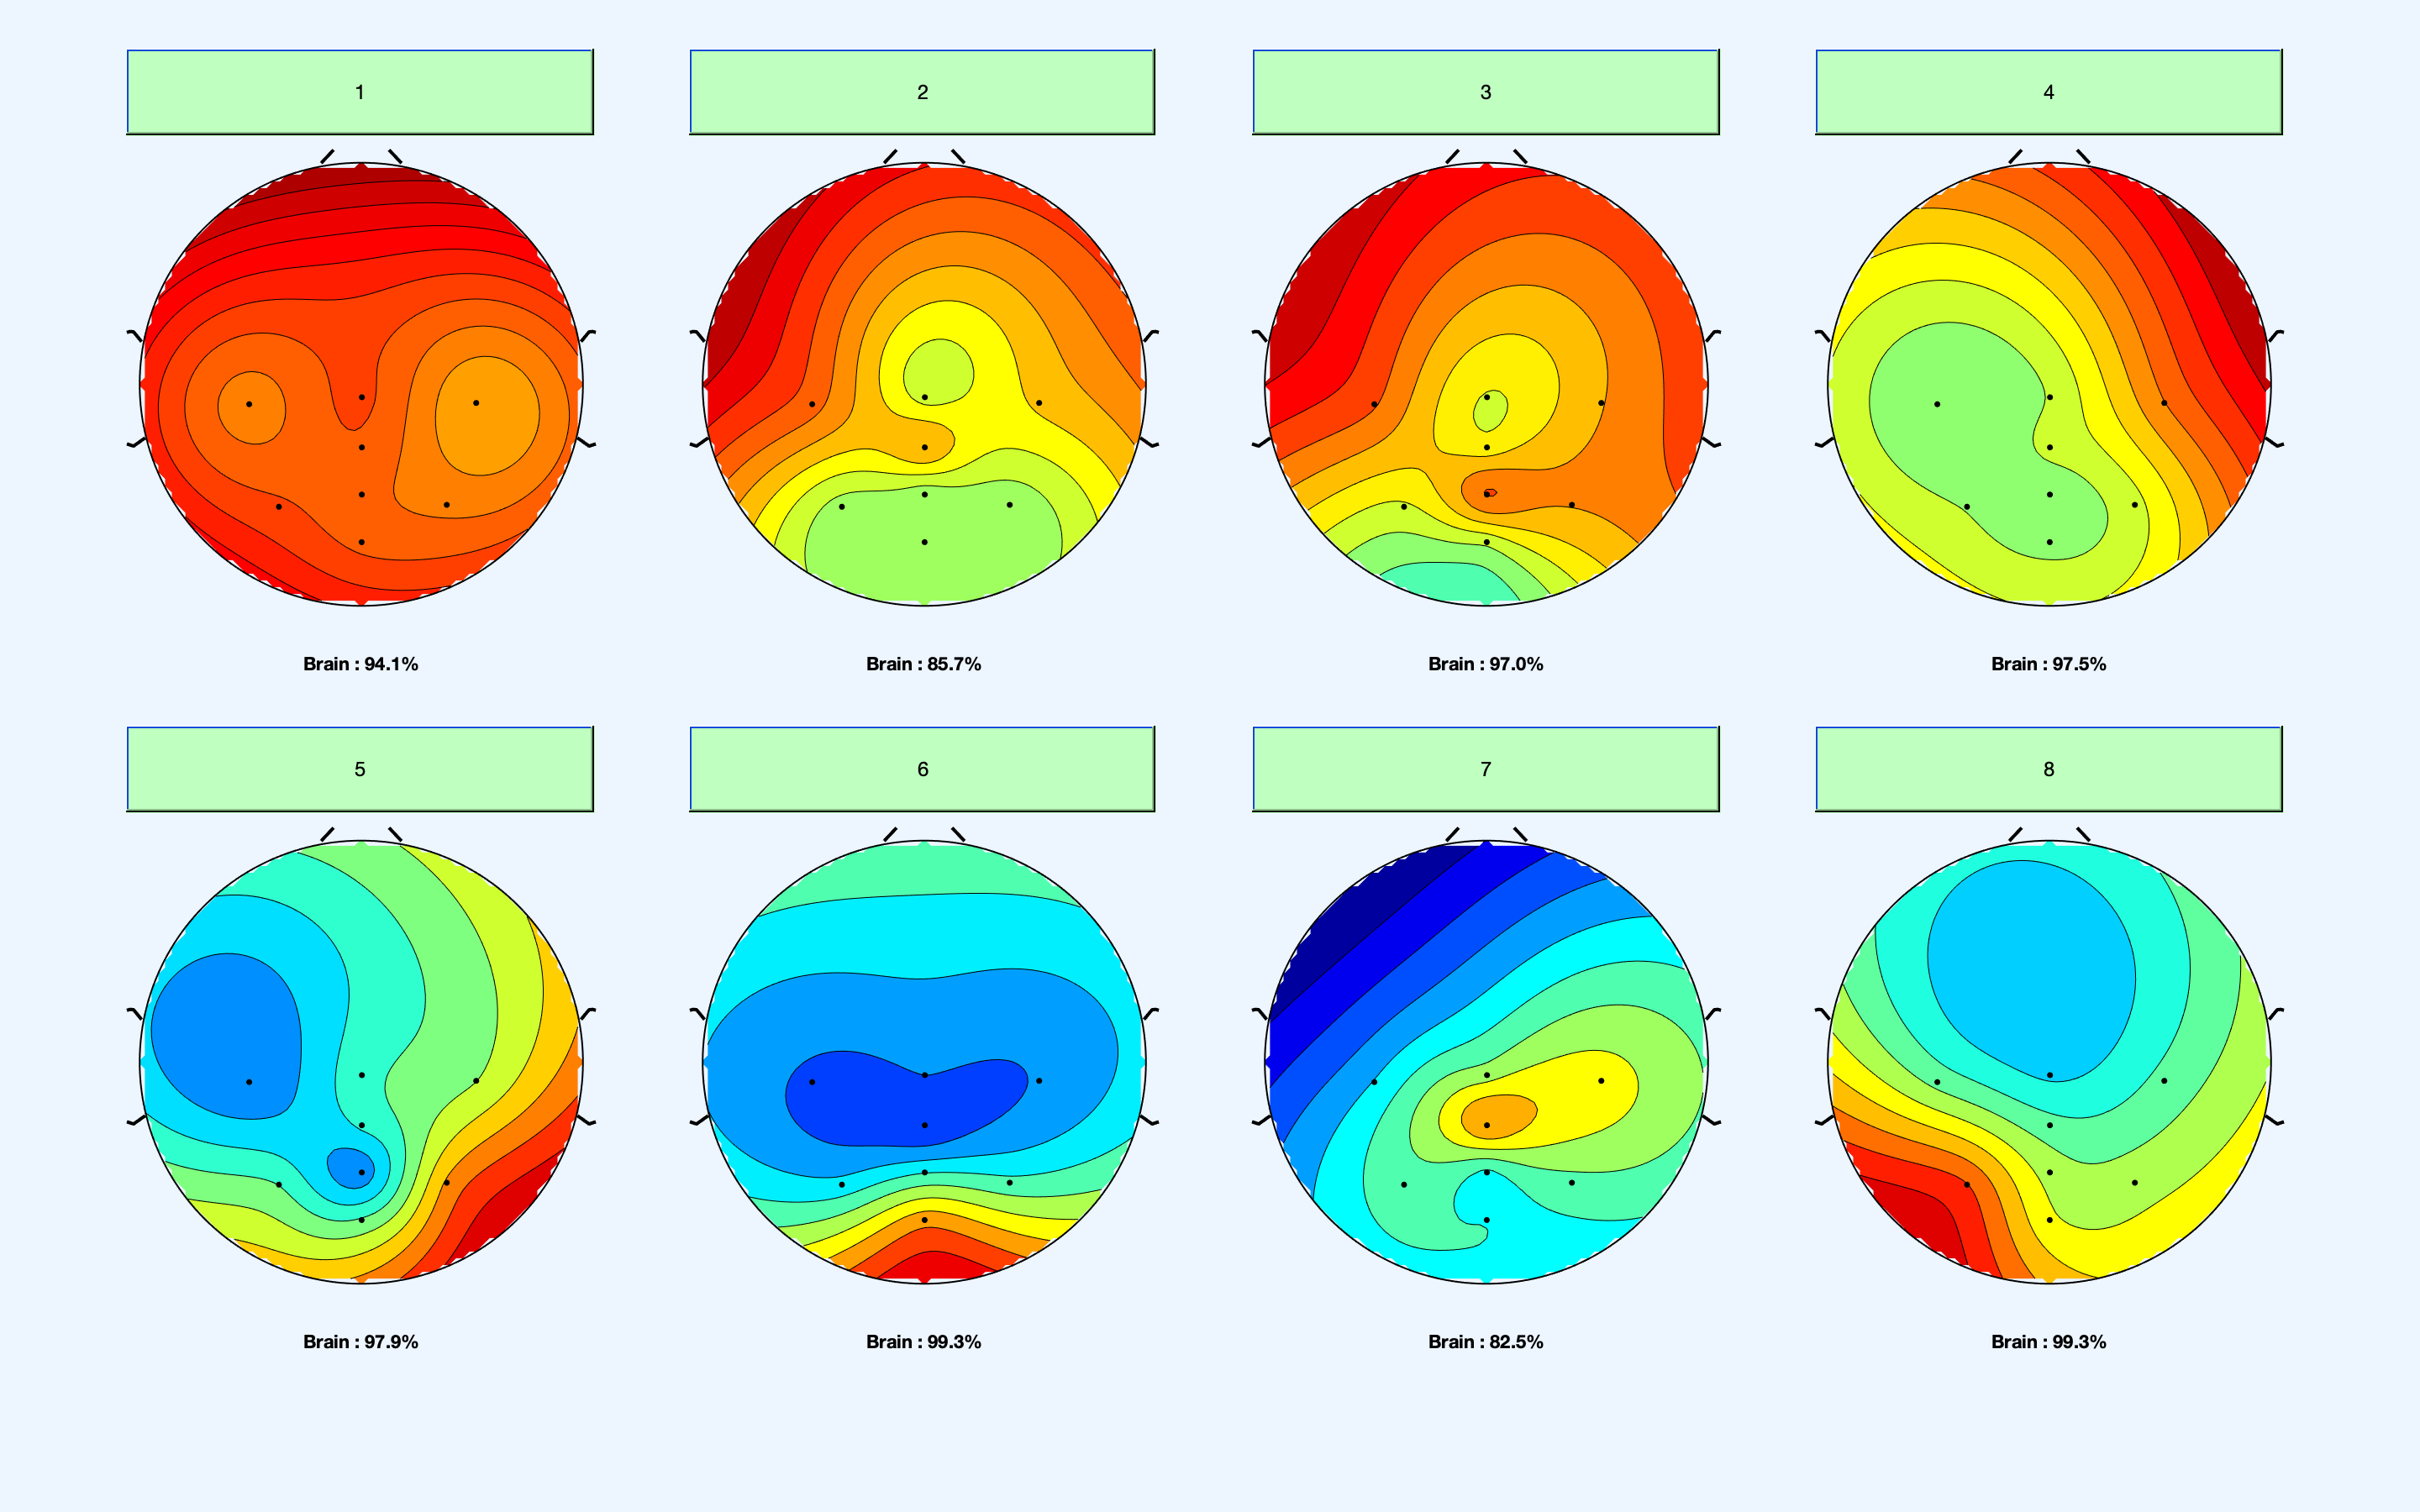 1
2
3
4
Brain : 94.1%
Brain : 85.7%
Brain : 97.0%
Brain : 97.5%
5
6
7
8
Brain : 97.9%
Brain : 99.3%
Brain : 82.5%
Brain : 99.3%